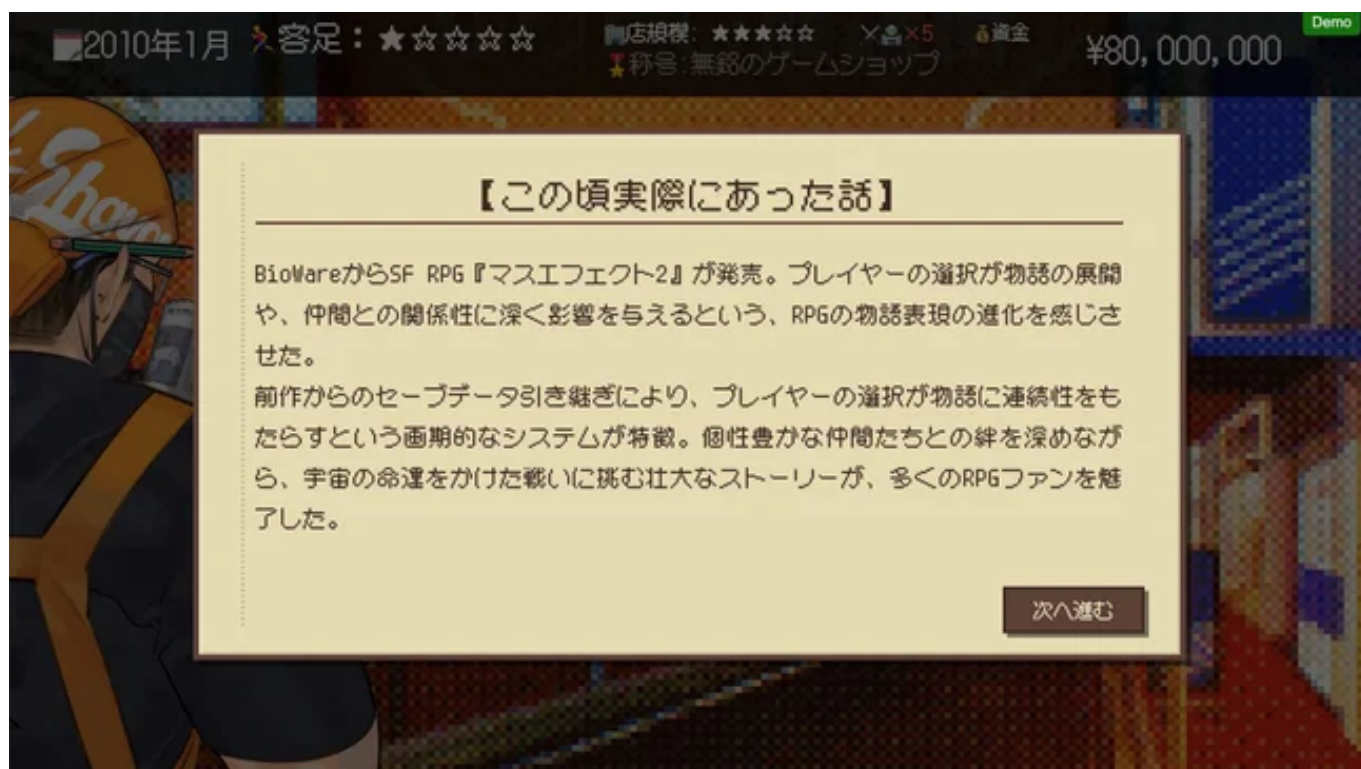 Demo
2010年1月 客足：★☆☆☆☆ 店規模: ★★★☆☆ ×5 資金 ¥80,000,000
称号:無銘のゲームショップ
【この頃実際にあった話】
BioWareからSF RPG『マスエフェクト2』が発売。プレイヤーの選択が物語の展開
や、仲間との関係性に深く影響を与えるという、RPGの物語表現の進化を感じさ
せた。
前作からのセーブデータ引き継ぎにより、プレイヤーの選択が物語に連続性をも
たらすという画期的なシステムが特徴。個性豊かな仲間たちとの絆を深めなが
ら、宇宙の命運をかけた戦いに挑む壮大なストーリーが、多くのRPGファンを魅
了した。
次へ進む